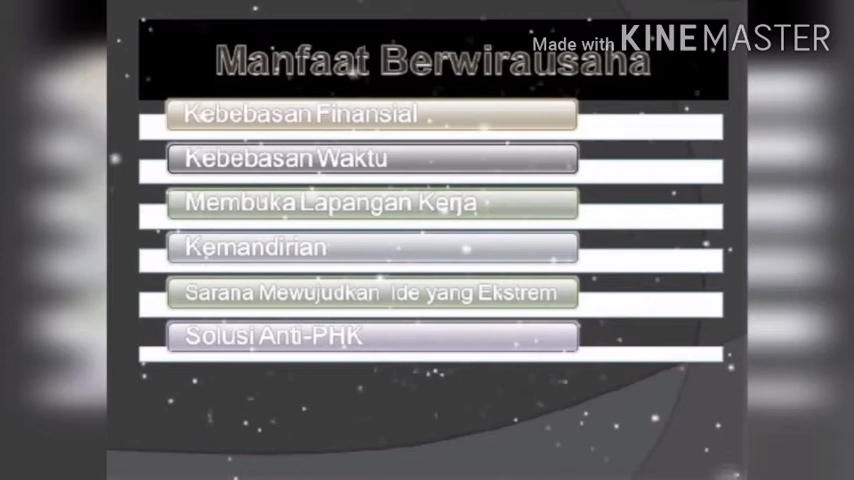 Made with KINEMASTER
Manfaat Berwirausaha
Kebebasan Finansial
Kebebasan Waktu
Membuka Lapangan Kerja
Kemandirian
Sarana Mewujudkan Ide yang Ekstrem
Solusi Anti-PHK